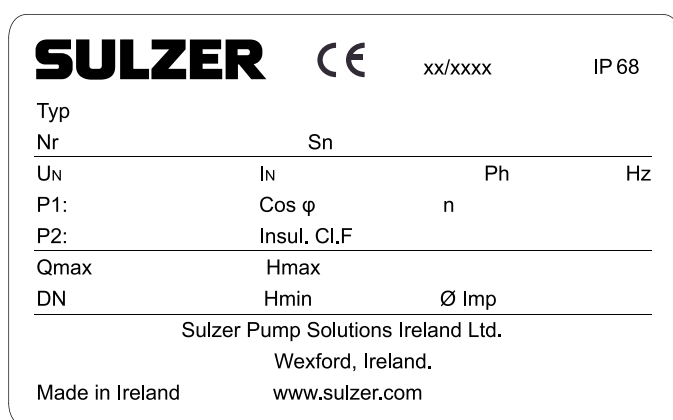 SULZER CE xx/xxxx IP 68
Typ
Nr Sn
UN IN Ph Hz
P1: Cos φ n
P2: Insul. Cl.F
Qmax Hmax
DN Hmin Ø Imp
Sulzer Pump Solutions Ireland Ltd.
Wexford, Ireland.
Made in Ireland www.sulzer.com